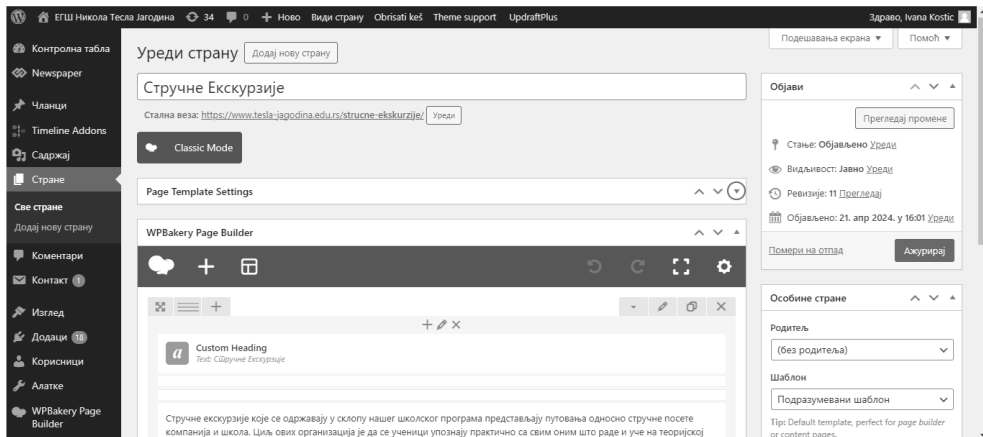 ЕГШ Никола Тесла Јагодина 34 0 + Ново Види страну Obrisati keš Theme support UpdraftPlus Здраво, Ivana Kostic
Контролна табла
Newspaper
Чланци
Timeline Addons
Садржај
Стране
Све стране
Додај нову страну
Коментари
Контакт 1
Изглед
Додаци 18
Корисници
Алатке
WPBakery Page
Builder
Подешавања екрана Помоћ
Уреди страну Додај нову страну
Стручне Екскурзије
Стална веза: https://www.tesla-jagodina.edu.rs/strucne-ekskurzije/ Уреди
Classic Mode
Page Template Settings
WPBakery Page Builder
Custom Heading
Text: Стручне Екскурзије
Стручне екскурзије које се одржавају у склопу нашег школског програма представљају путовања односно стручне посете
компанија и школа. Циљ ових организација је да се ученици упознају практично са свим оним што раде и уче на теоријској
Објави
Прегледај промене
Стање: Објављено Уреди
Видљивост: Јавно Уреди
Ревизије: 11 Прегледај
Објављено: 21. апр 2024. у 16:01 Уреди
Помери на отпад Ажурирај
Особине стране
Родитељ
(без родитеља)
Шаблон
Подразумевани шаблон
Tip: Default template, perfect for page builder
or content pages.